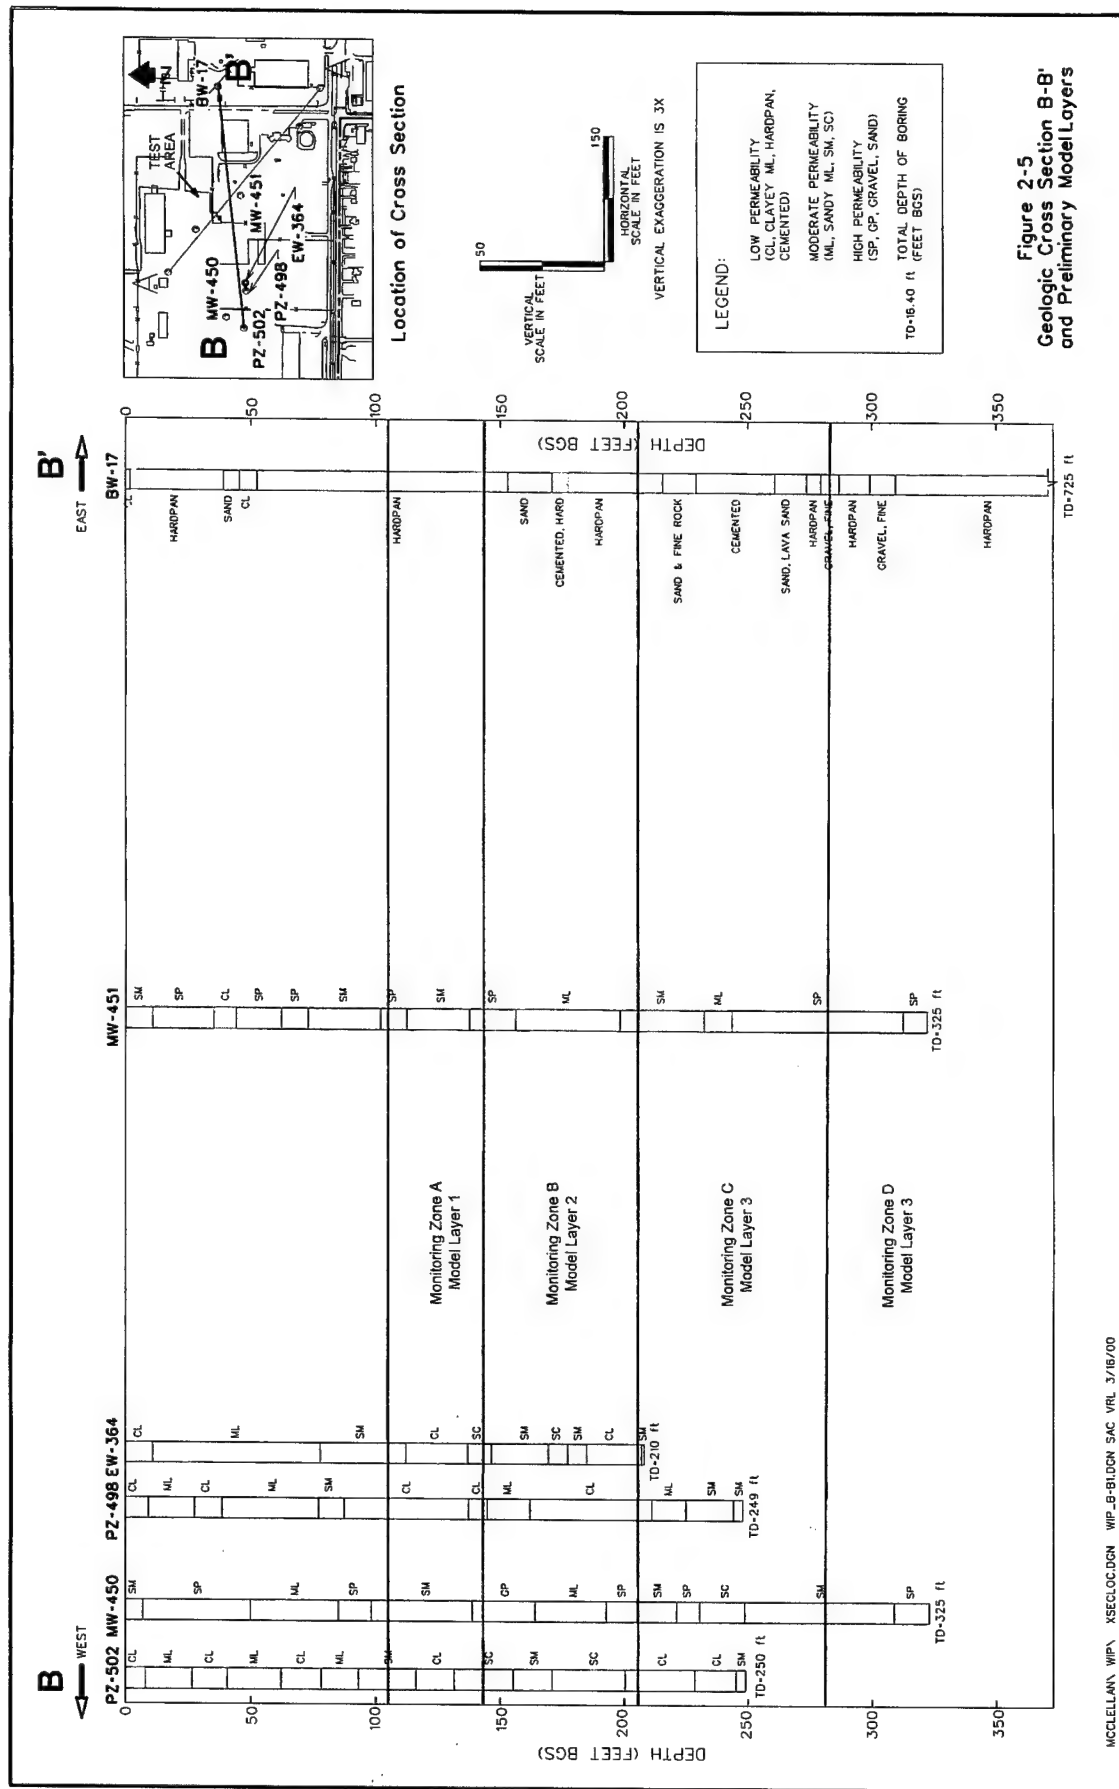 B
WEST
B'
EAST
PZ-502
MW-450
PZ-498
EW-364
MW-451
BW-17
DEPTH (FEET BGS)
0
50
100
150
200
250
300
350
CL
ML
CL
ML
CL
ML
SM
CL
SC
SM
SC
CL
CL
SM
TD-250 ft
SM
SP
ML
SP
SM
GP
ML
SP
SM
SP
SC
SM
SP
TD-325 ft
CL
ML
CL
ML
SM
CL
CL
ML
CL
ML
SM
SM
TD-249 ft
CL
ML
SM
CL
SC
SM
SC
SM
CL
SM
TD-210 ft
Monitoring Zone A
Model Layer 1
Monitoring Zone B
Model Layer 2
Monitoring Zone C
Model Layer 3
Monitoring Zone D
Model Layer 3
SM
SP
CL
SP
SP
SM
SP
SM
SP
ML
SM
ML
SP
SP
TD-325 ft
CL
HARDPAN
SAND
CL
HARDPAN
SAND
CEMENTED, HARD
HARDPAN
SAND & FINE ROCK
CEMENTED
SAND, LAVA SAND
HARDPAN
GRAVEL, FINE
HARDPAN
GRAVEL, FINE
HARDPAN
TD-725 ft
DEPTH (FEET BGS)
0
50
100
150
200
250
300
350
B
B'
N
BW-17
TEST
AREA
MW-450
MW-451
EW-364
PZ-498
PZ-502
Location of Cross Section
50
VERTICAL
SCALE IN FEET
150
HORIZONTAL
SCALE IN FEET
VERTICAL EXAGGERATION IS 3X
LEGEND:
LOW PERMEABILITY
(CL, CLAYEY ML, HARDPAN,
CEMENTED)
MODERATE PERMEABILITY
(ML, SANDY ML, SM, SC)
HIGH PERMEABILITY
(SP, GP, GRAVEL, SAND)
TD-16.40 ft TOTAL DEPTH OF BORING
(FEET BGS)
Figure 2-5
Geologic Cross Section B-B'
and Preliminary Model Layers
MCCLELLAN\ WIP\ XSECLOC.DGN WIP_B-B1.DGN SAC VRL 3/16/00